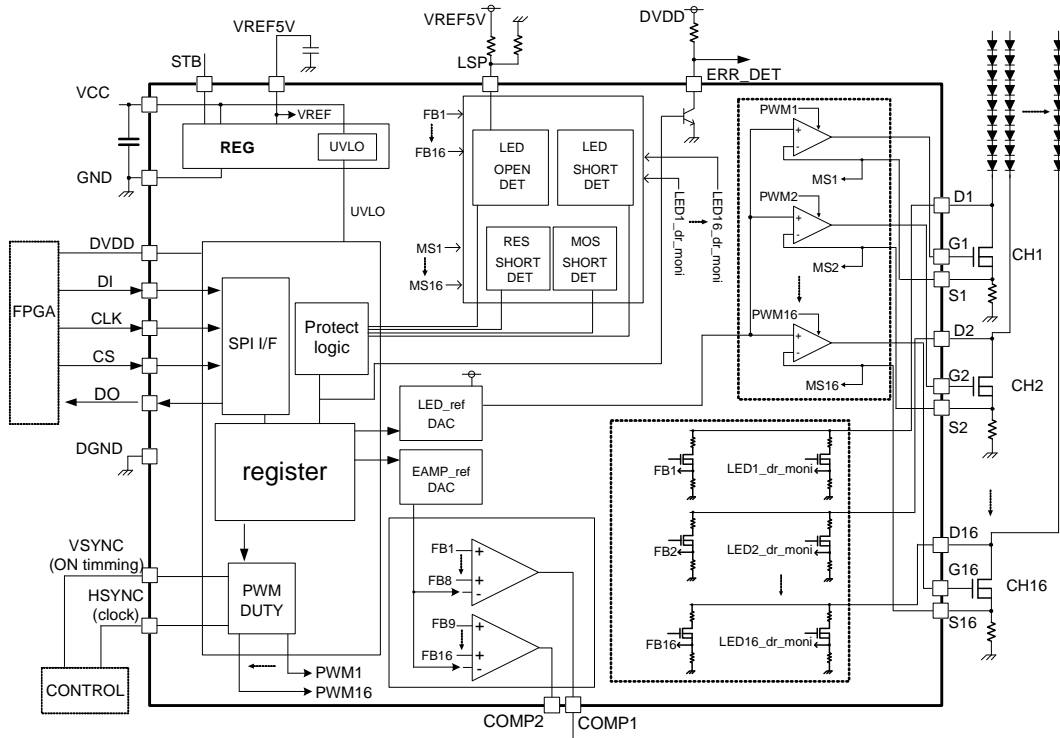 VREF5V
VREF5V
DVDD
STB
LSP
ERR_DET
VCC
VREF
REG
UVLO
GND
UVLO
FB1
FB16
LED
OPEN
DET
LED
SHORT
DET
MS1
MS16
RES
SHORT
DET
MOS
SHORT
DET
LED1_dr_moni
LED16_dr_moni
PWM1
MS1
PWM2
MS2
PWM16
MS16
D1
G1
S1
CH1
D2
G2
S2
CH2
D16
G16
S16
CH16
FPGA
DVDD
DI
CLK
CS
DO
DGND
SPI I/F
Protect
logic
register
LED_ref
DAC
EAMP_ref
DAC
FB1
LED1_dr_moni
FB2
LED2_dr_moni
FB16
LED16_dr_moni
VSYNC
(ON timming)
HSYNC
(clock)
CONTROL
PWM
DUTY
PWM1
PWM16
FB1
FB8
+
+
-
FB9
FB16
+
+
-
+
-
+
-
+
-
COMP2
COMP1